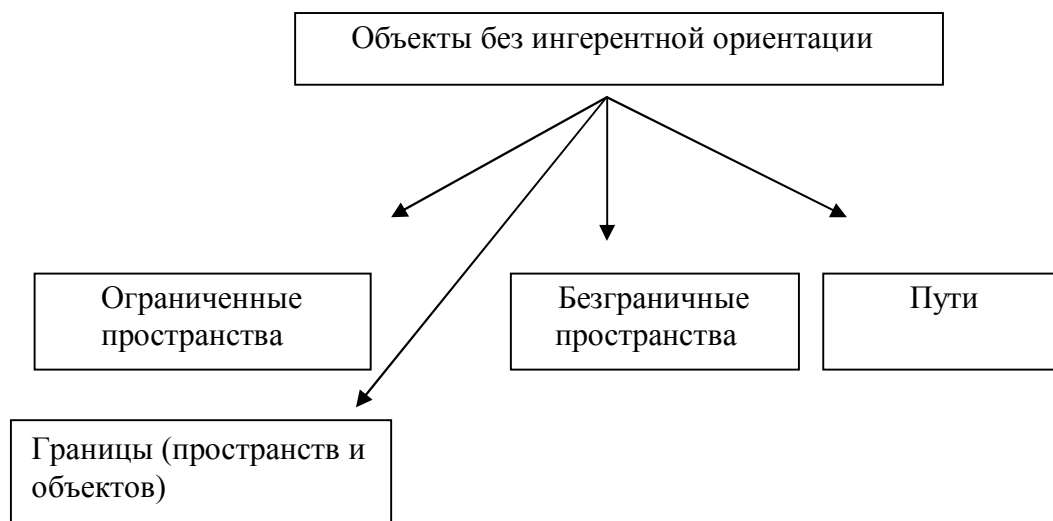 Объекты без ингерентной ориентации
Ограниченные
пространства
Безграничные
пространства
Пути
Границы (пространств и
объектов)